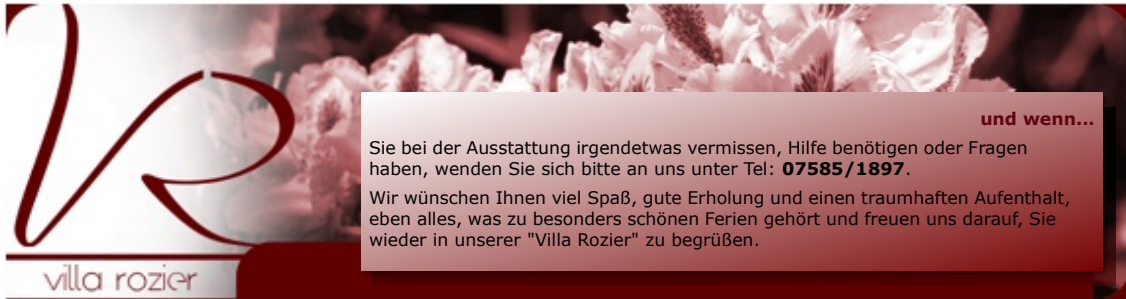 und wenn...
Sie bei der Ausstattung irgendetwas vermissen, Hilfe benötigen oder Fragen
haben, wenden Sie sich bitte an uns unter Tel: 07585/1897.
Wir wünschen Ihnen viel Spaß, gute Erholung und einen traumhaften Aufenthalt,
eben alles, was zu besonders schönen Ferien gehört und freuen uns darauf, Sie
wieder in unserer "Villa Rozier" zu begrüßen.
VR
villa rozier